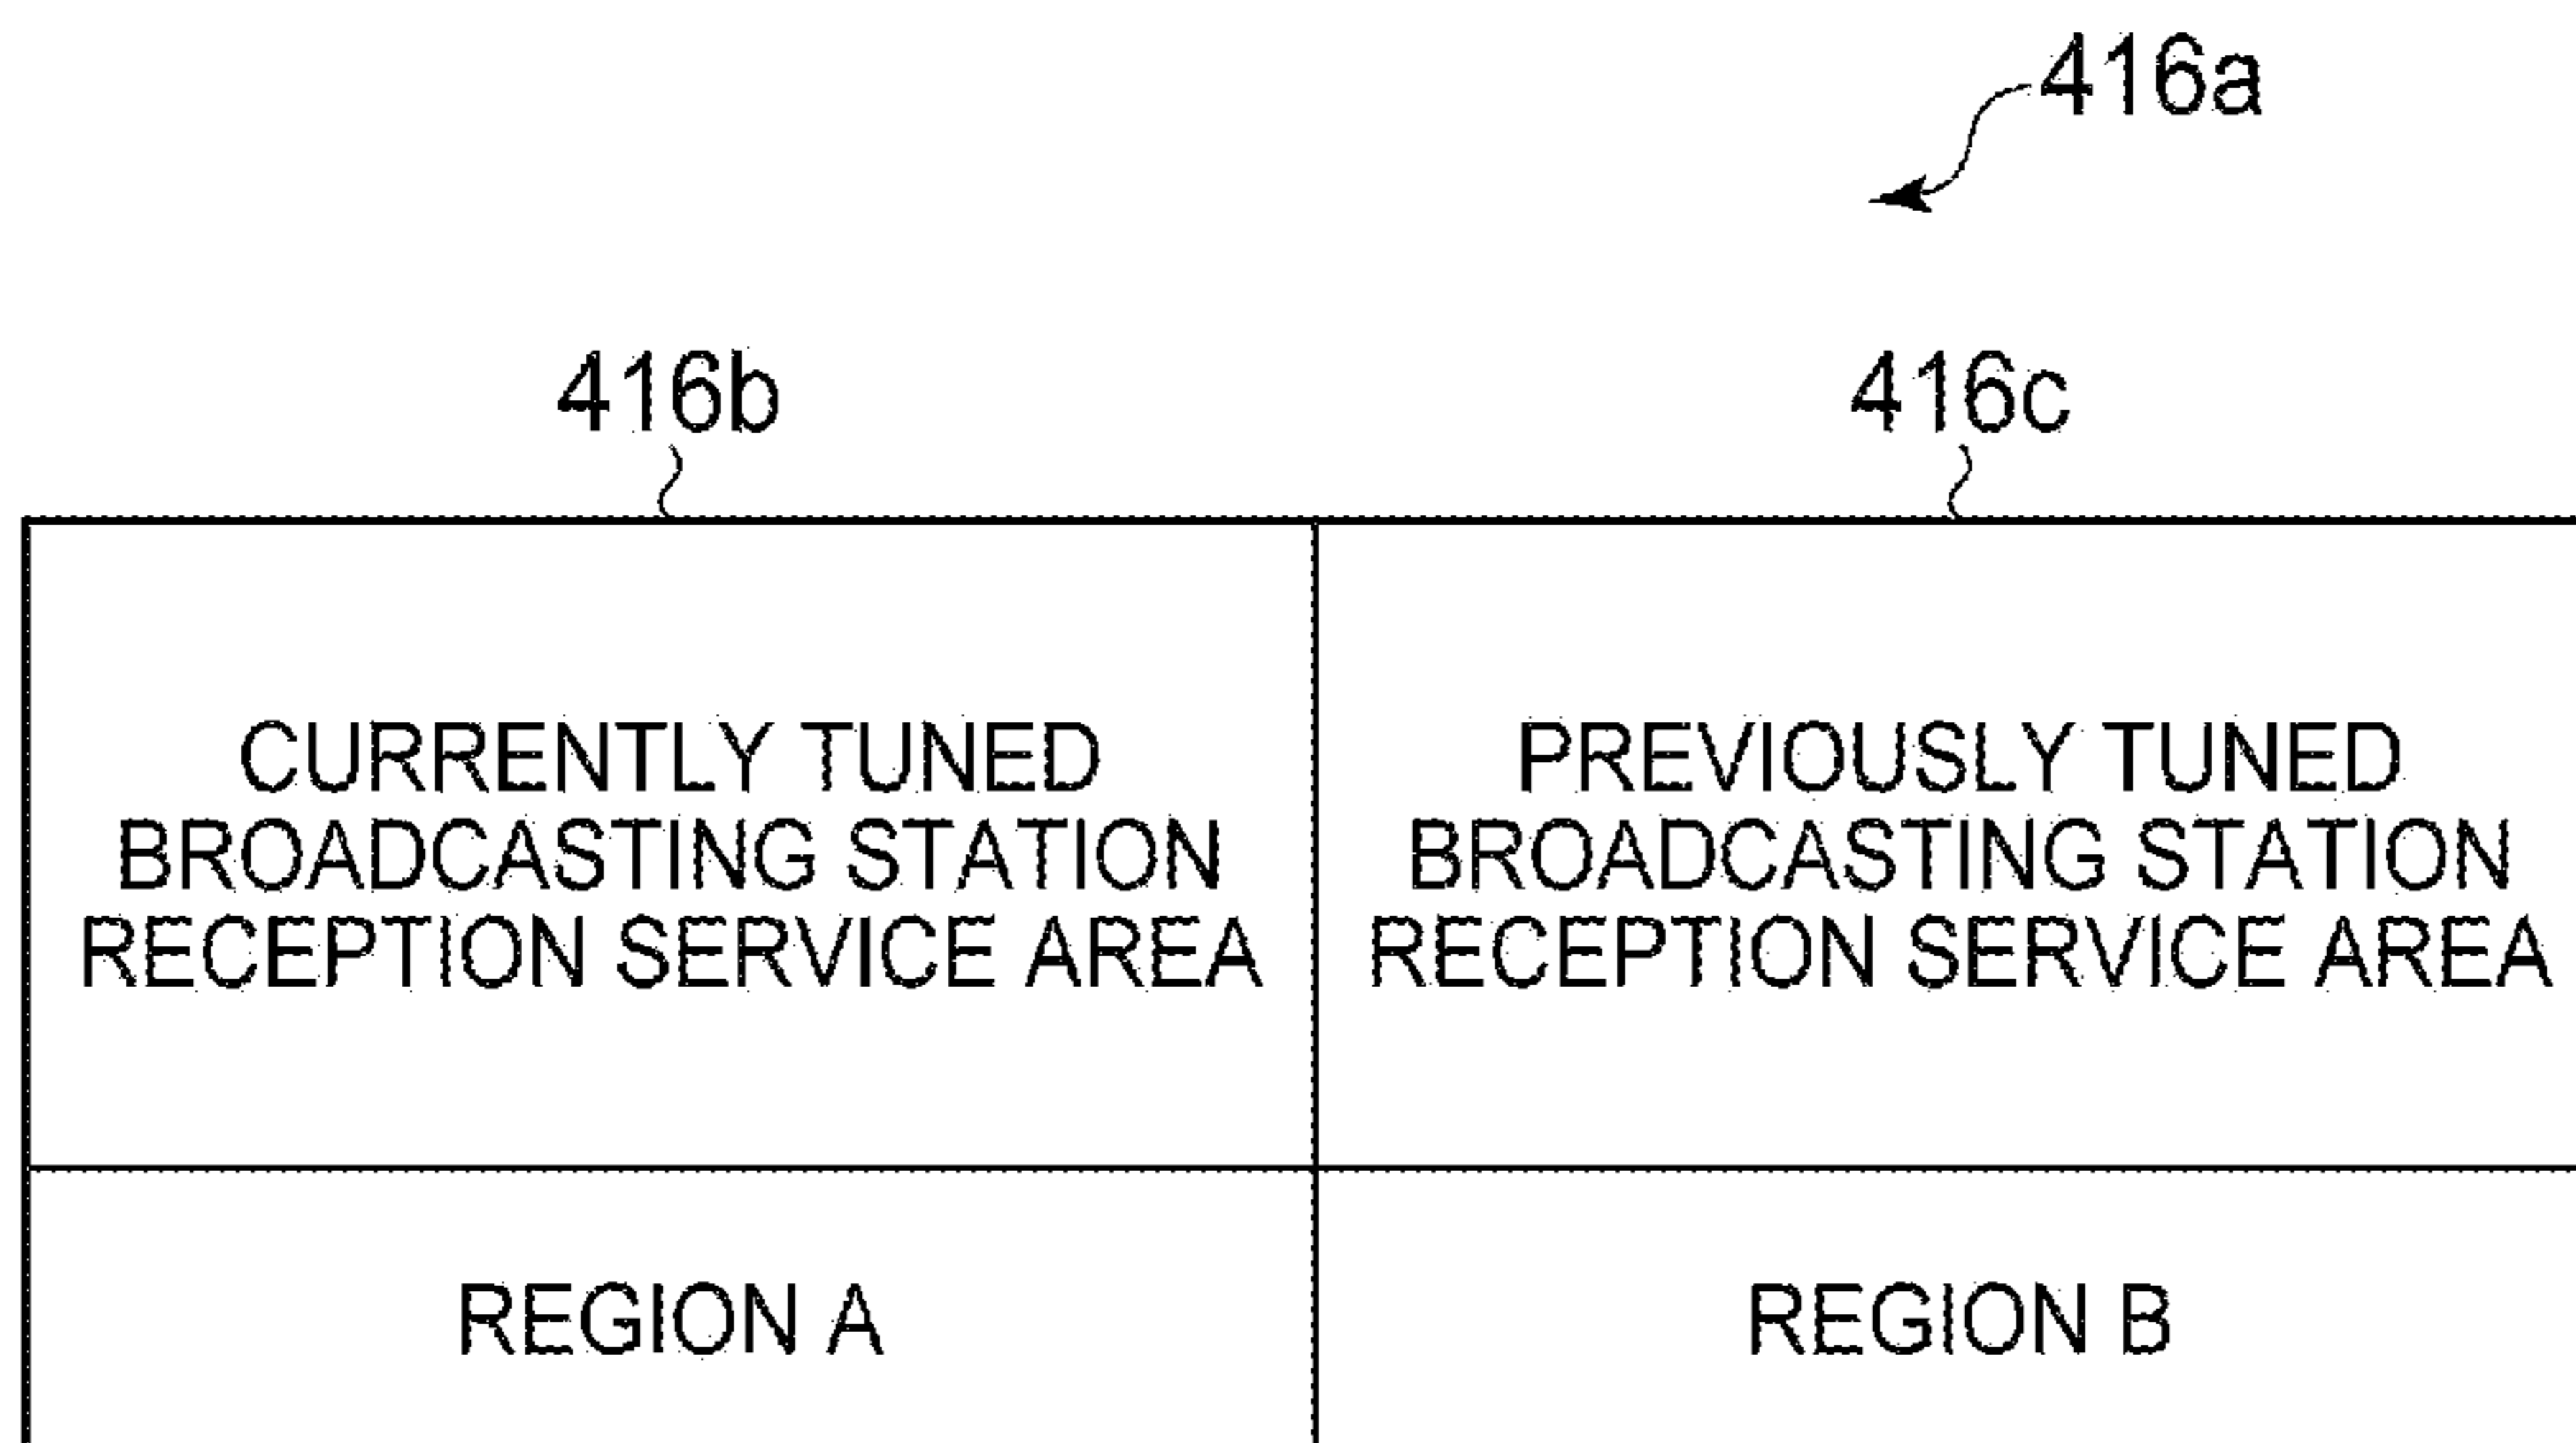 416a
416b
416c
CURRENTLY TUNED
BROADCASTING STATION
RECEPTION SERVICE AREA
PREVIOUSLY TUNED
BROADCASTING STATION
RECEPTION SERVICE AREA
REGION A
REGION B